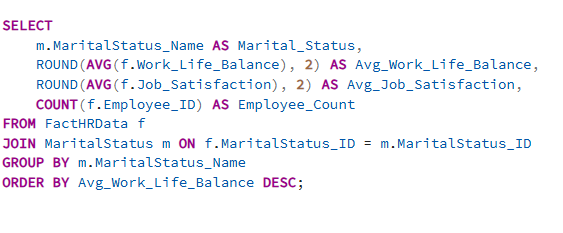 SELECT
    m.MaritalStatus_Name AS Marital_Status,
    ROUND(AVG(f.Work_Life_Balance), 2) AS Avg_Work_Life_Balance,
    ROUND(AVG(f.Job_Satisfaction), 2) AS Avg_Job_Satisfaction,
    COUNT(f.Employee_ID) AS Employee_Count
FROM FactHRData f
JOIN MaritalStatus m ON f.MaritalStatus_ID = m.MaritalStatus_ID
GROUP BY m.MaritalStatus_Name
ORDER BY Avg_Work_Life_Balance DESC;